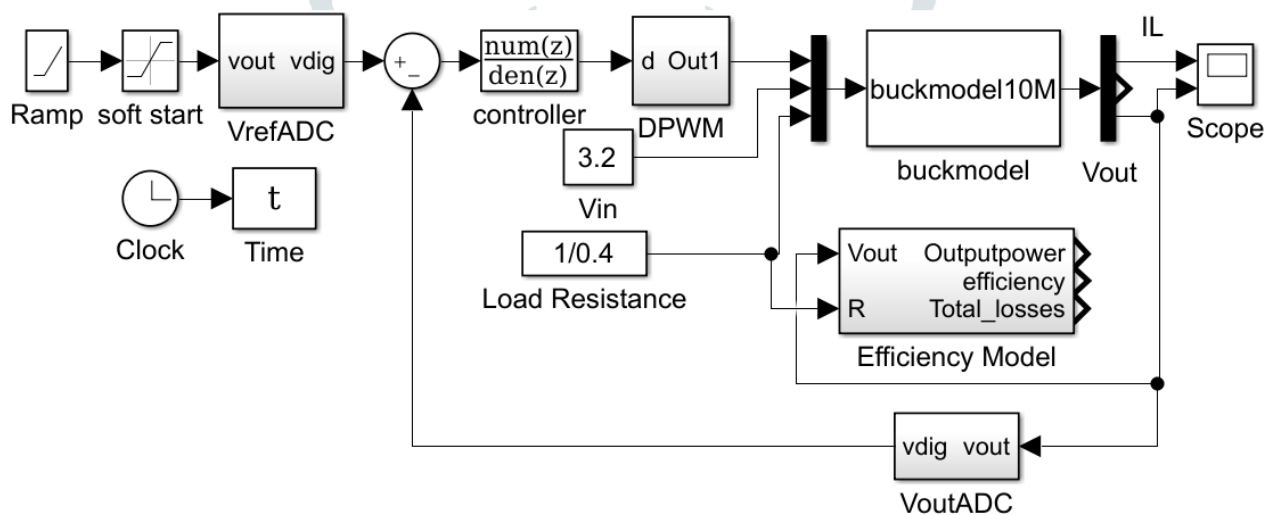 Ramp
soft start
vout vdig
VrefADC
+
−
num(z)
den(z)
controller
d Out1
DPWM
3.2
Vin
buckmodel10M
buckmodel
Vout
IL
Scope
Clock
t
Time
1/0.4
Load Resistance
Vout Outputpower
efficiency
R Total_losses
Efficiency Model
vdig vout
VoutADC